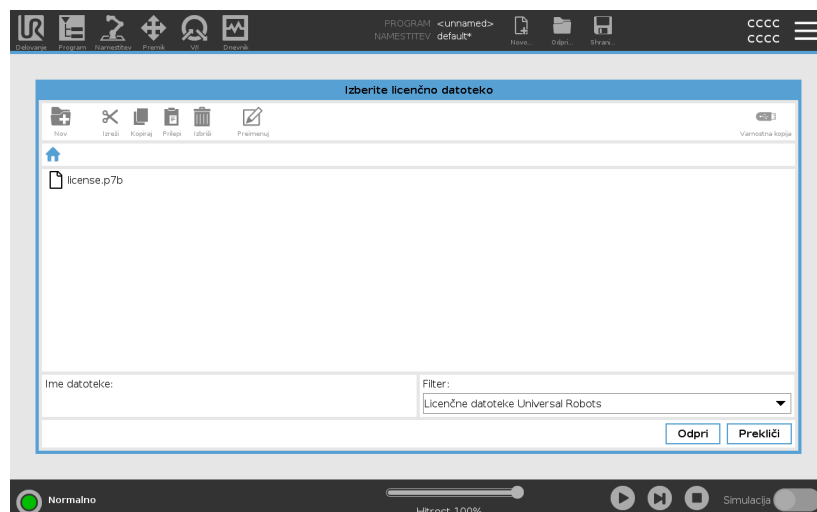 PROGRAM <unnamed>
NAMESTITEV default*
cccc
cccc
Delovanje Program Namestitev Premik V/I Dnevnik Novo... Odpri... Shrani...
Izberite licenčno datoteko
Nov Izreži Kopiraj Prilepi Izbriši Preimenuj Varnostna kopija
license.p7b
Ime datoteke: Filter:
Licenčne datoteke Universal Robots
Odpri Prekliči
Normalno Simulacija
Hitrost 100%